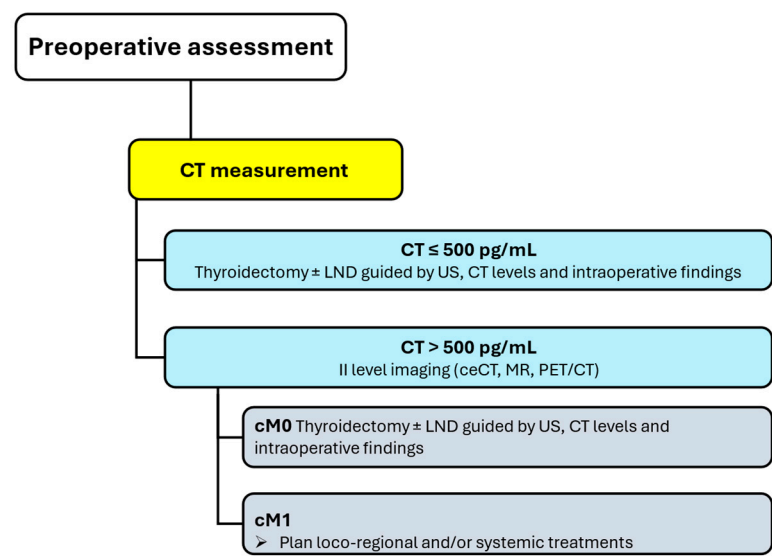 Preoperative assessment
CT measurement
CT ≤ 500 pg/mL
Thyroidectomy ± LND guided by US, CT levels and intraoperative findings
CT > 500 pg/mL
II level imaging (ceCT, MR, PET/CT)
cM0 Thyroidectomy ± LND guided by US, CT levels and
intraoperative findings
cM1
➢ Plan loco-regional and/or systemic treatments